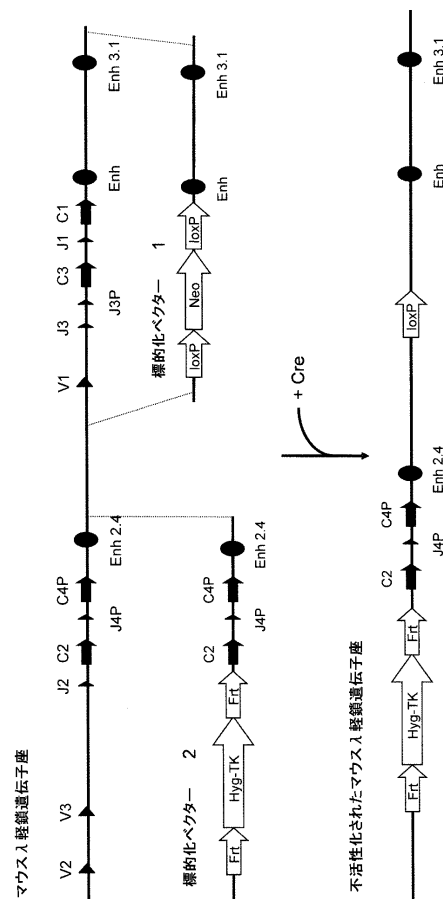 マウスλ軽鎖遺伝子座
V2
V3
J2
C2
J4P
C4P
Enh 2.4
V1
J3
J3P
C3
J1
C1
Enh
Enh 3.1
標的化ベクター 1
loxP
Neo
loxP
Enh
Enh 3.1
標的化ベクター 2
Frt
Hyg-TK
Frt
C2
J4P
C4P
Enh 2.4
+ Cre
不活性化されたマウスλ軽鎖遺伝子座
Frt
Hyg-TK
Frt
C2
J4P
C4P
Enh 2.4
loxP
Enh
Enh 3.1